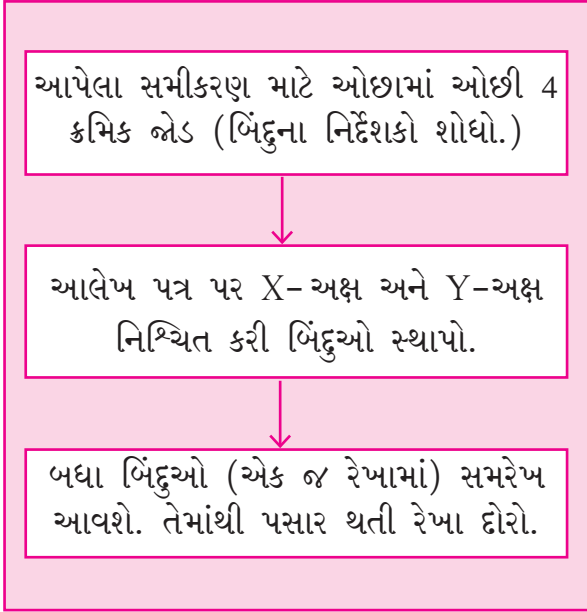 આપેલા સમીકરણ માટે ઓછામાં ઓછી 4
ક્રમિક જોડ (બિંદુના નિર્દેશકો શોધો.)
આલેખ પત્ર પર X-અક્ષ અને Y-અક્ષ
નિશ્ચિત કરી બિંદુઓ સ્થાપો.
બધા બિંદુઓ (એક જ રેખામાં) સમરેખ
આવશે. તેમાંથી પસાર થતી રેખા દોરો.